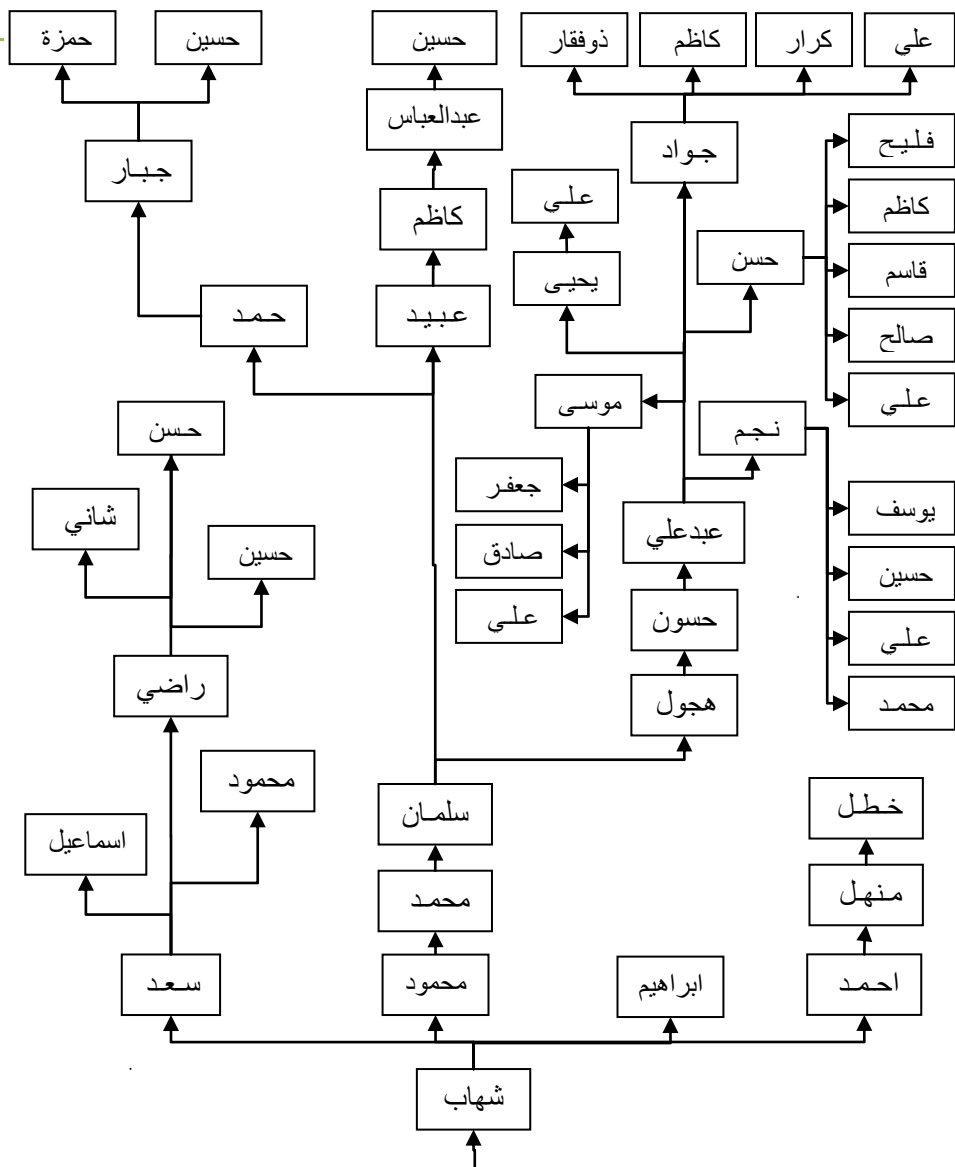 علي
كرار
كاظم
ذوفقار
حسين
حسين
حمزة
فليح
جواد
عبدالعباس
جبار
كاظم
علي
كاظم
حسن
يحيى
قاسم
عبيد
حمد
صالح
علي
موسى
نجم
حسن
جعفر
يوسف
شاني
عبدعلي
صادق
حسين
حسين
علي
حسون
علي
راضي
هجول
محمد
محمود
سلمان
خطل
اسماعيل
محمد
منهل
احمد
ابراهيم
محمود
سعد
شهاب